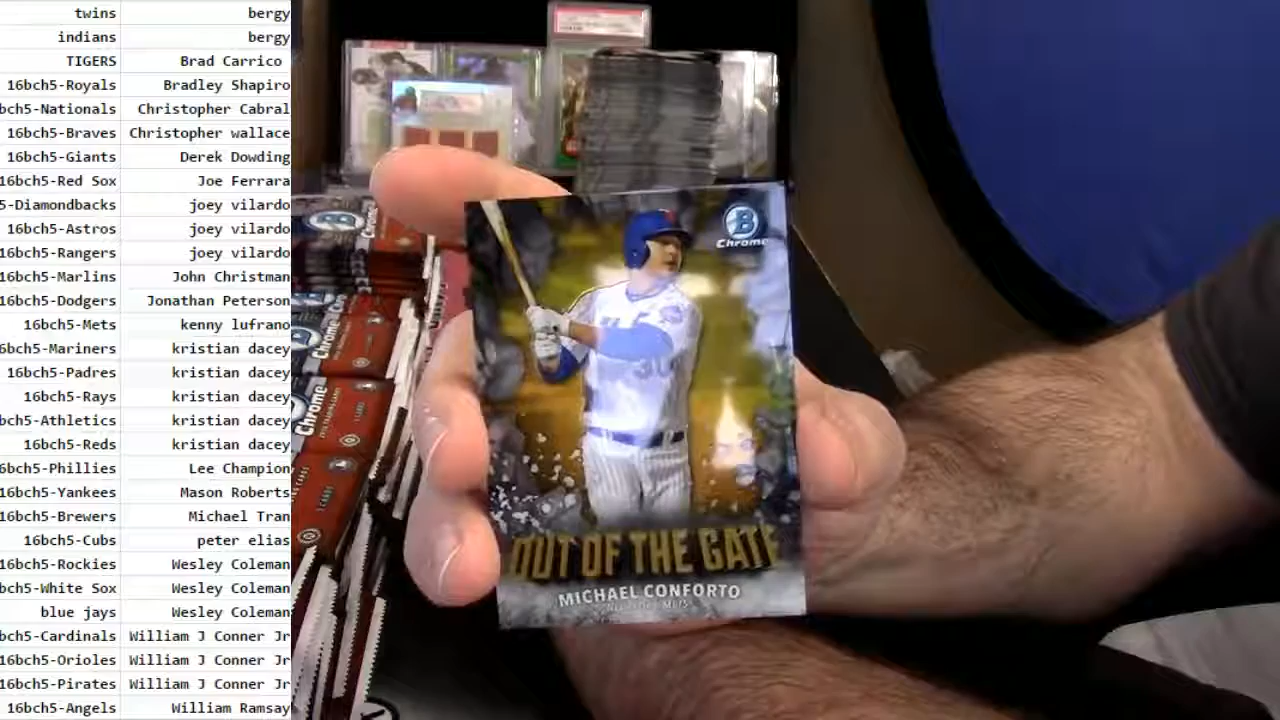 twins bergy
indians bergy
TIGERS Brad Carrico
16bch5-Royals Bradley Shapiro
bch5-Nationals Christopher Cabral
16bch5-Braves Christopher wallace
16bch5-Giants Derek Dowding
16bch5-Red Sox Joe Ferrara
5-Diamondbacks joey vilardo
16bch5-Astros joey vilardo
16bch5-Rangers joey vilardo
16bch5-Marlins John Christman
16bch5-Dodgers Jonathan Peterson
16bch5-Mets kenny lufrano
6bch5-Mariners kristian dacey
16bch5-Padres kristian dacey
16bch5-Rays kristian dacey
bch5-Athletics kristian dacey
16bch5-Reds kristian dacey
6bch5-Phillies Lee Champion
16bch5-Yankees Mason Roberts
16bch5-Brewers Michael Tran
16bch5-Cubs peter elias
16bch5-Rockies Wesley Coleman
bch5-White Sox Wesley Coleman
blue jays Wesley Coleman
bch5-Cardinals William J Conner Jr
16bch5-Orioles William J Conner Jr
16bch5-Pirates William J Conner Jr
16bch5-Angels William Ramsay
B
Chrome
OUT OF THE GATE
MICHAEL CONFORTO
Chrome
Chrome